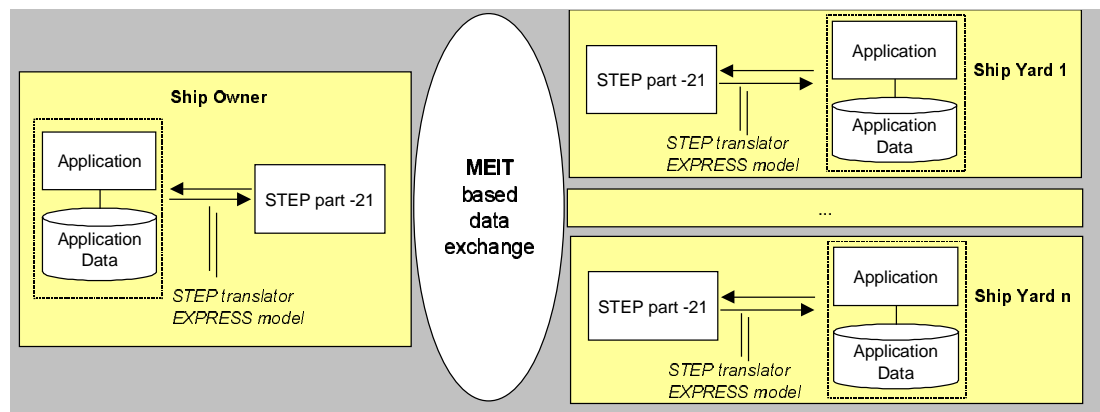 Ship Owner
Application
Application
Data
STEP part -21
STEP translator
EXPRESS model
MEIT
based
data
exchange
STEP part -21
Application
Application
Data
Ship Yard 1
STEP translator
EXPRESS model
...
STEP part -21
Application
Application
Data
Ship Yard n
STEP translator
EXPRESS model